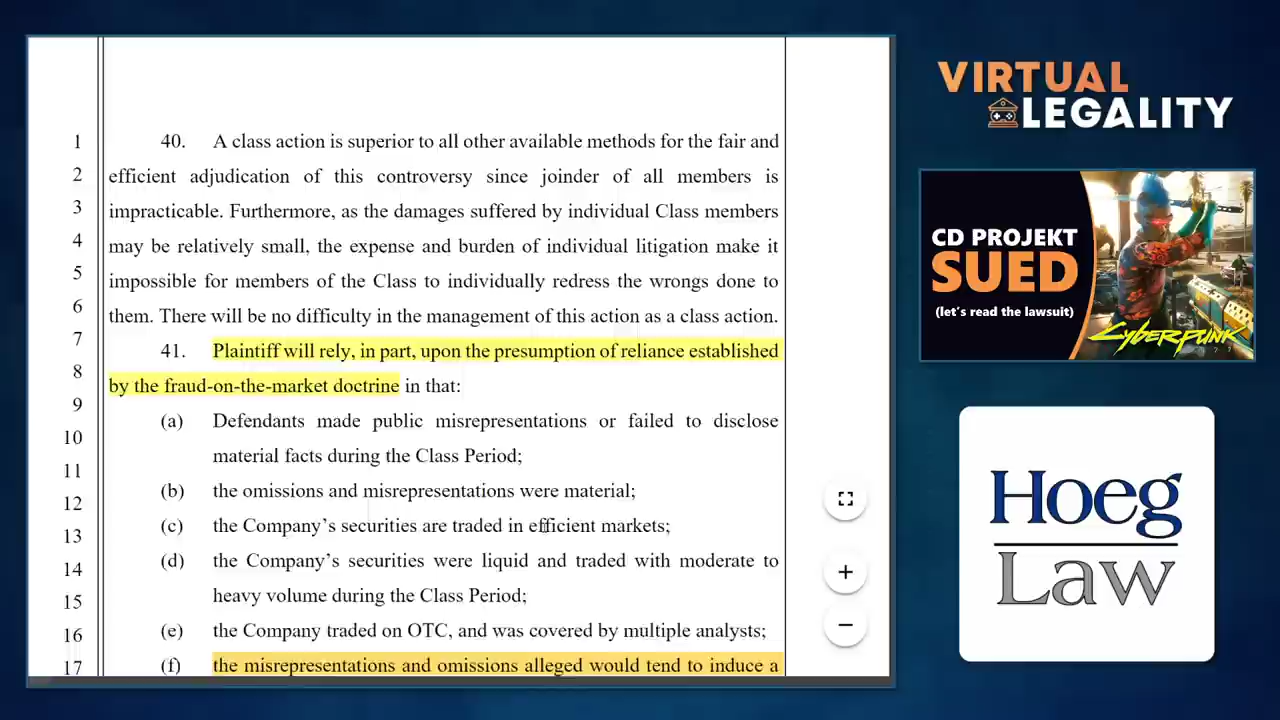 1
2
3
4
5
6
7
8
9
10
11
12
13
14
15
16
17
40. A class action is superior to all other available methods for the fair and
efficient adjudication of this controversy since joinder of all members is
impracticable. Furthermore, as the damages suffered by individual Class members
may be relatively small, the expense and burden of individual litigation make it
impossible for members of the Class to individually redress the wrongs done to
them. There will be no difficulty in the management of this action as a class action.
41. Plaintiff will rely, in part, upon the presumption of reliance established
by the fraud-on-the-market doctrine in that:
(a) Defendants made public misrepresentations or failed to disclose
material facts during the Class Period;
(b) the omissions and misrepresentations were material;
(c) the Company's securities are traded in efficient markets;
(d) the Company's securities were liquid and traded with moderate to
heavy volume during the Class Period;
(e) the Company traded on OTC, and was covered by multiple analysts;
(f) the misrepresentations and omissions alleged would tend to induce a
VIRTUAL
LEGALITY
CD PROJEKT
SUED
(let's read the lawsuit)
Cyberpunk
Hoeg
Law